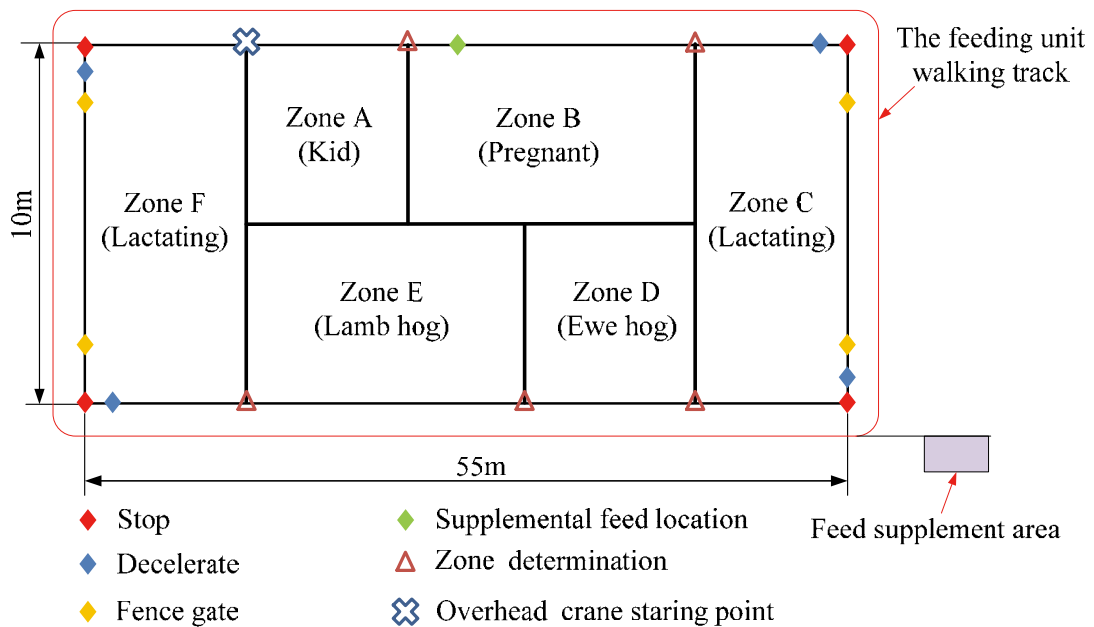 The feeding unit
walking track
Zone A
(Kid)
Zone B
(Pregnant)
Zone F
(Lactating)
Zone C
(Lactating)
10m
Zone E
(Lamb hog)
Zone D
(Ewe hog)
55m
Feed supplement area
Stop
Supplemental feed location
Decelerate
Zone determination
Fence gate
Overhead crane staring point